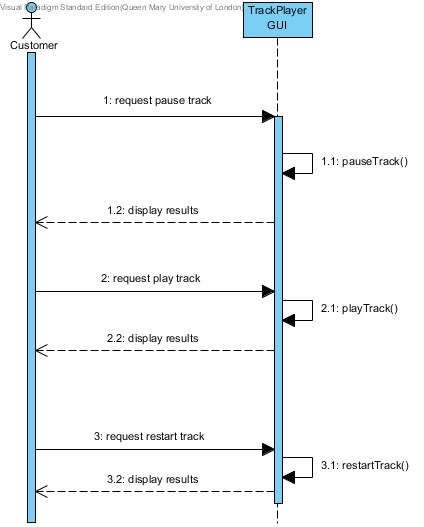 Visual Paradigm Standard Edition(Queen Mary University of London)
TrackPlayer
GUI
Customer
1: request pause track
1.1: pauseTrack()
1.2: display results
2: request play track
2.1: playTrack()
2.2: display results
3: request restart track
3.1: restartTrack()
3.2: display results